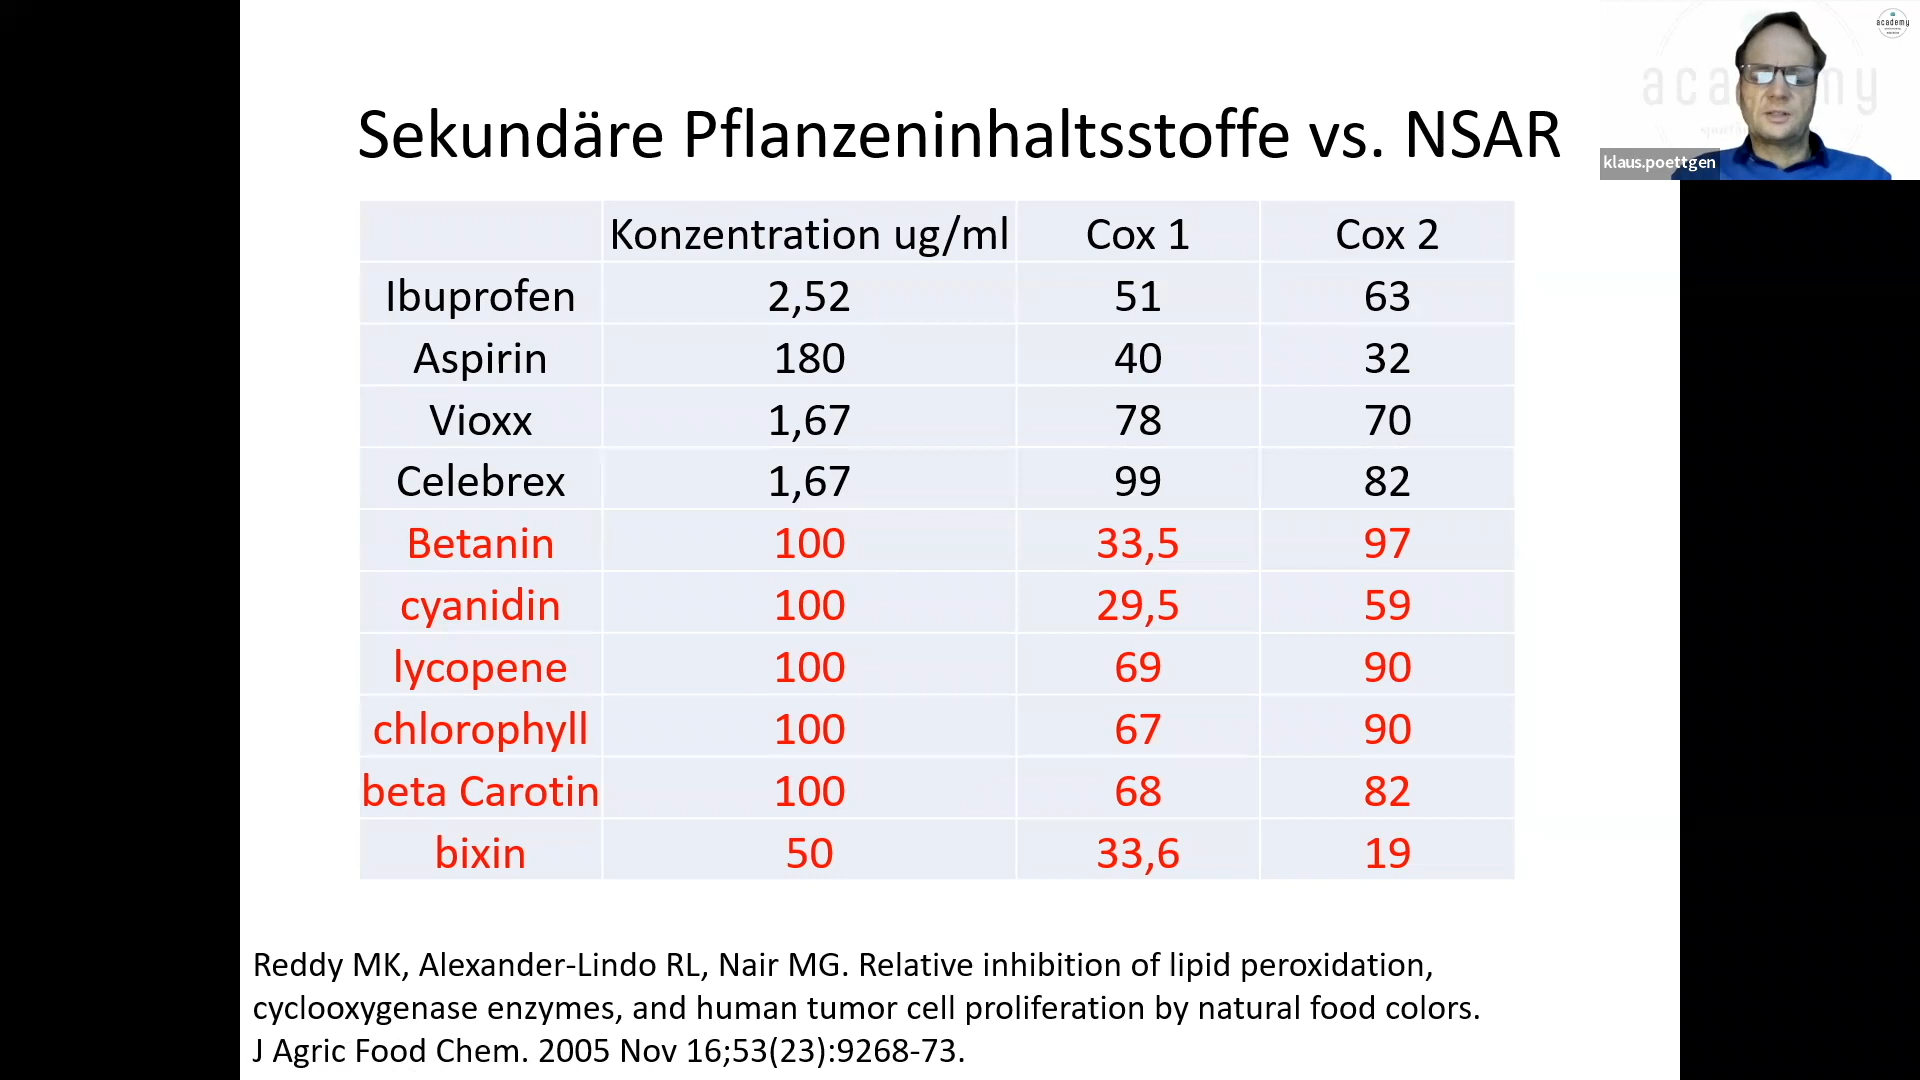 Sekundäre Pflanzeninhaltsstoffe vs. NSAR
academy
klaus.poettgen
academy
Konzentration ug/ml Cox 1 Cox 2
Ibuprofen 2,52 51 63
Aspirin 180 40 32
Vioxx 1,67 78 70
Celebrex 1,67 99 82
Betanin 100 33,5 97
cyanidin 100 29,5 59
lycopene 100 69 90
chlorophyll 100 67 90
beta Carotin 100 68 82
bixin 50 33,6 19
Reddy MK, Alexander-Lindo RL, Nair MG. Relative inhibition of lipid peroxidation,
cyclooxygenase enzymes, and human tumor cell proliferation by natural food colors.
J Agric Food Chem. 2005 Nov 16;53(23):9268-73.